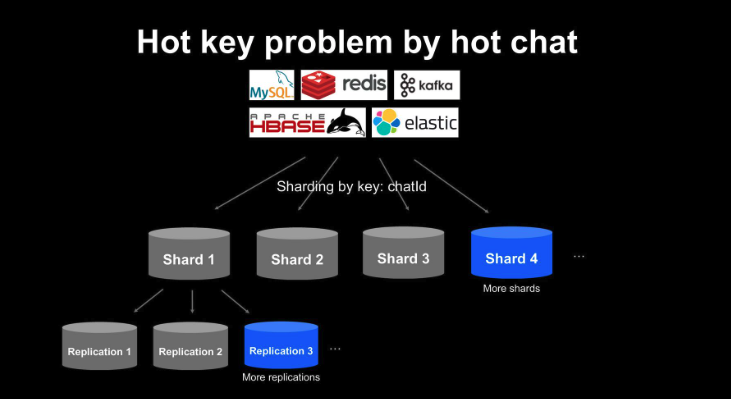 Hot key problem by hot chat
MySQL
redis
kafka
APACHE
HBASE
elastic
Sharding by key: chatId
Shard 1
Shard 2
Shard 3
Shard 4
...
More shards
Replication 1
Replication 2
Replication 3
...
More replications